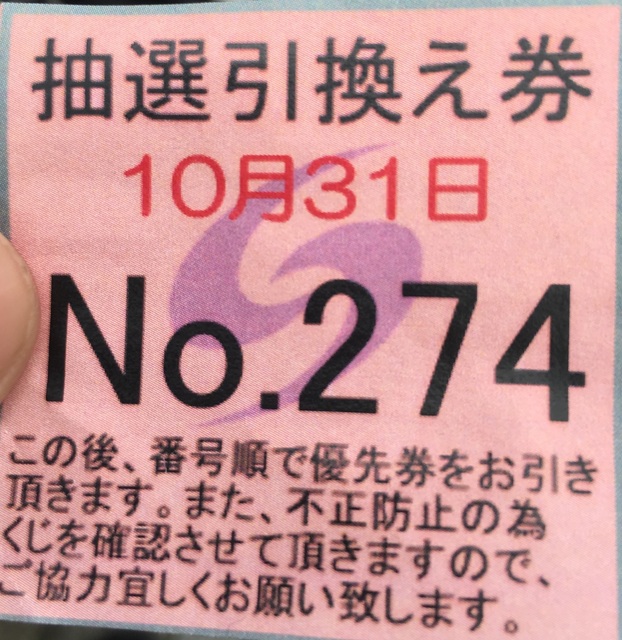 抽選引換え券
10月31日
No.274
この後、番号順で優先券をお引き
頂きます。また、不正防止の為
くじを確認させて頂きますので、
ご協力宜しくお願い致します。